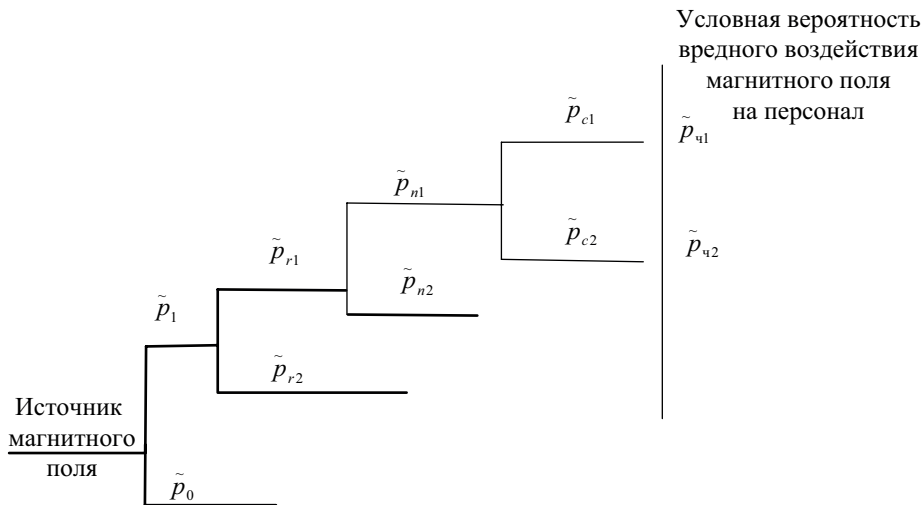 Условная вероятность
вредного воздействия
магнитного поля
на персонал
p̃c1
p̃ч1
p̃n1
p̃c2
p̃ч2
p̃r1
p̃n2
p̃1
p̃r2
Источник
магнитного
поля
p̃0